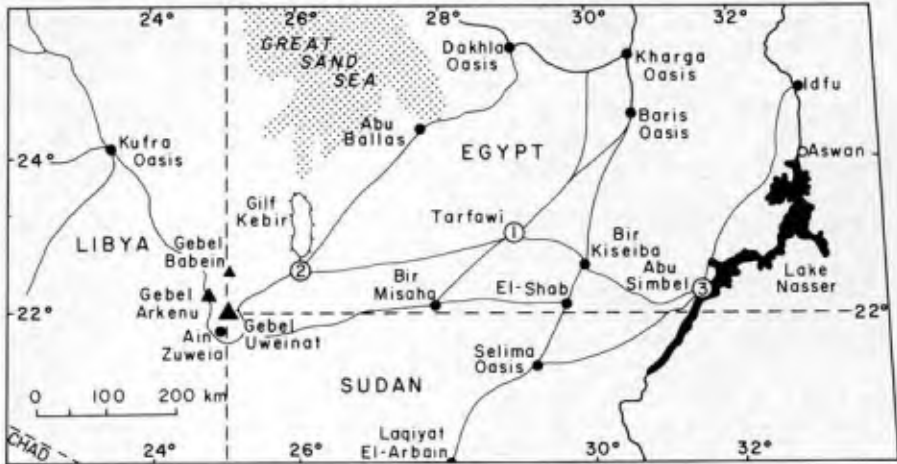 24°
26°
28°
30°
32°
22°
GREAT
SAND
SEA
Dakhla
Oasis
Kharga
Oasis
Idfu
Abu
Ballas
Baris
Oasis
Kufra
Oasis
24°
EGYPT
24°
Aswan
Gilf
Kebir
Tarfawi
1
LIBYA
Gebel
Babein
2
Bir
Kiseiba
Abu
Simbel
3
Lake
Nasser
Bir
Misaha
El-Shab
Gebel
Arkenu
22°
22°
Ain
Zuweia
Gebel
Uweinat
Selima
Oasis
SUDAN
0 100 200 km
Laqiyat
El-Arbain
CHAD
24°
26°
28°
30°
32°